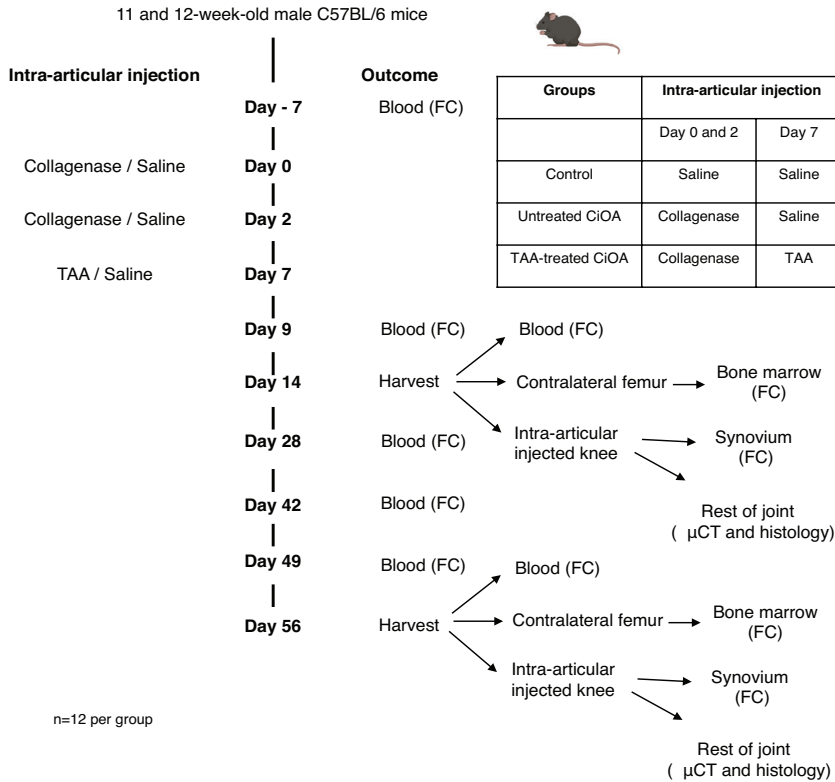 11 and 12-week-old male C57BL/6 mice
Intra-articular injection
Outcome
Groups
Intra-articular injection
Day 0 and 2
Day 7
Control
Saline
Saline
Untreated CiOA
Collagenase
Saline
TAA-treated CiOA
Collagenase
TAA
Day - 7
Blood (FC)
Collagenase / Saline
Day 0
Collagenase / Saline
Day 2
TAA / Saline
Day 7
Day 9
Blood (FC)
Blood (FC)
Day 14
Harvest
Contralateral femur
Bone marrow
(FC)
Day 28
Blood (FC)
Intra-articular
injected knee
Synovium
(FC)
Day 42
Blood (FC)
Rest of joint
( μCT and histology)
Day 49
Blood (FC)
Blood (FC)
Day 56
Harvest
Contralateral femur
Bone marrow
(FC)
Intra-articular
injected knee
Synovium
(FC)
n=12 per group
Rest of joint
( μCT and histology)